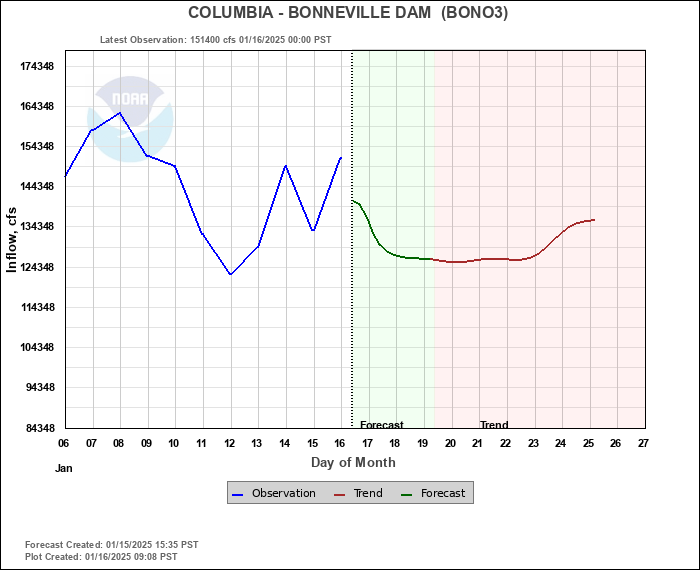 COLUMBIA - BONNEVILLE DAM  (BONO3)
Latest Observation: 151400 cfs 01/16/2025 00:00 PST
174348
164348
154348
144348
134348
124348
114348
104348
94348
84348
Inflow, cfs
NOAA
Forecast
Trend
06 07 08 09 10 11 12 13 14 15 16 17 18 19 20 21 22 23 24 25 26 27
Jan
Day of Month
Observation Trend Forecast
Forecast Created: 01/15/2025 15:35 PST
Plot Created: 01/16/2025 09:08 PST